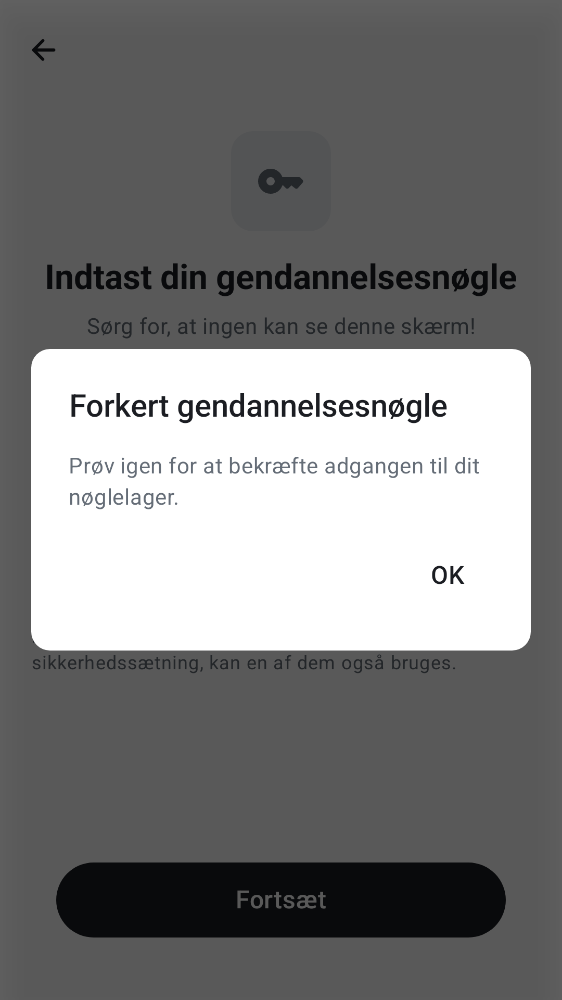 Indtast din gendannelsesnøgle
Sørg for, at ingen kan se denne skærm!
Forkert gendannelsesnøgle
Prøv igen for at bekræfte adgangen til dit
nøglelager.
OK
sikkerhedssætning, kan en af dem også bruges.
Fortsæt